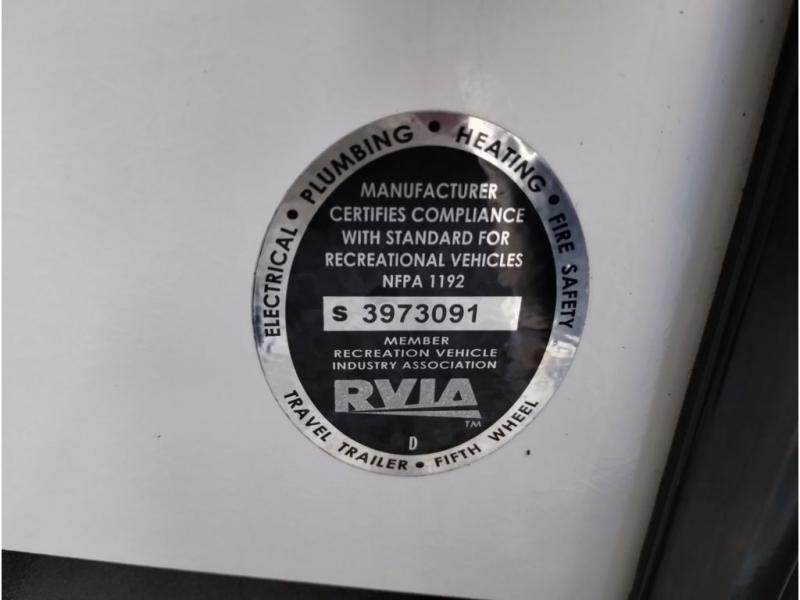 ELECTRICAL • PLUMBING • HEATING • FIRE SAFETY
MANUFACTURER
CERTIFIES COMPLIANCE
WITH STANDARD FOR
RECREATIONAL VEHICLES
NFPA 1192
S 3973091
MEMBER
RECREATION VEHICLE
INDUSTRY ASSOCIATION
RVIA
TM
D
TRAVEL TRAILER • FIFTH WHEEL